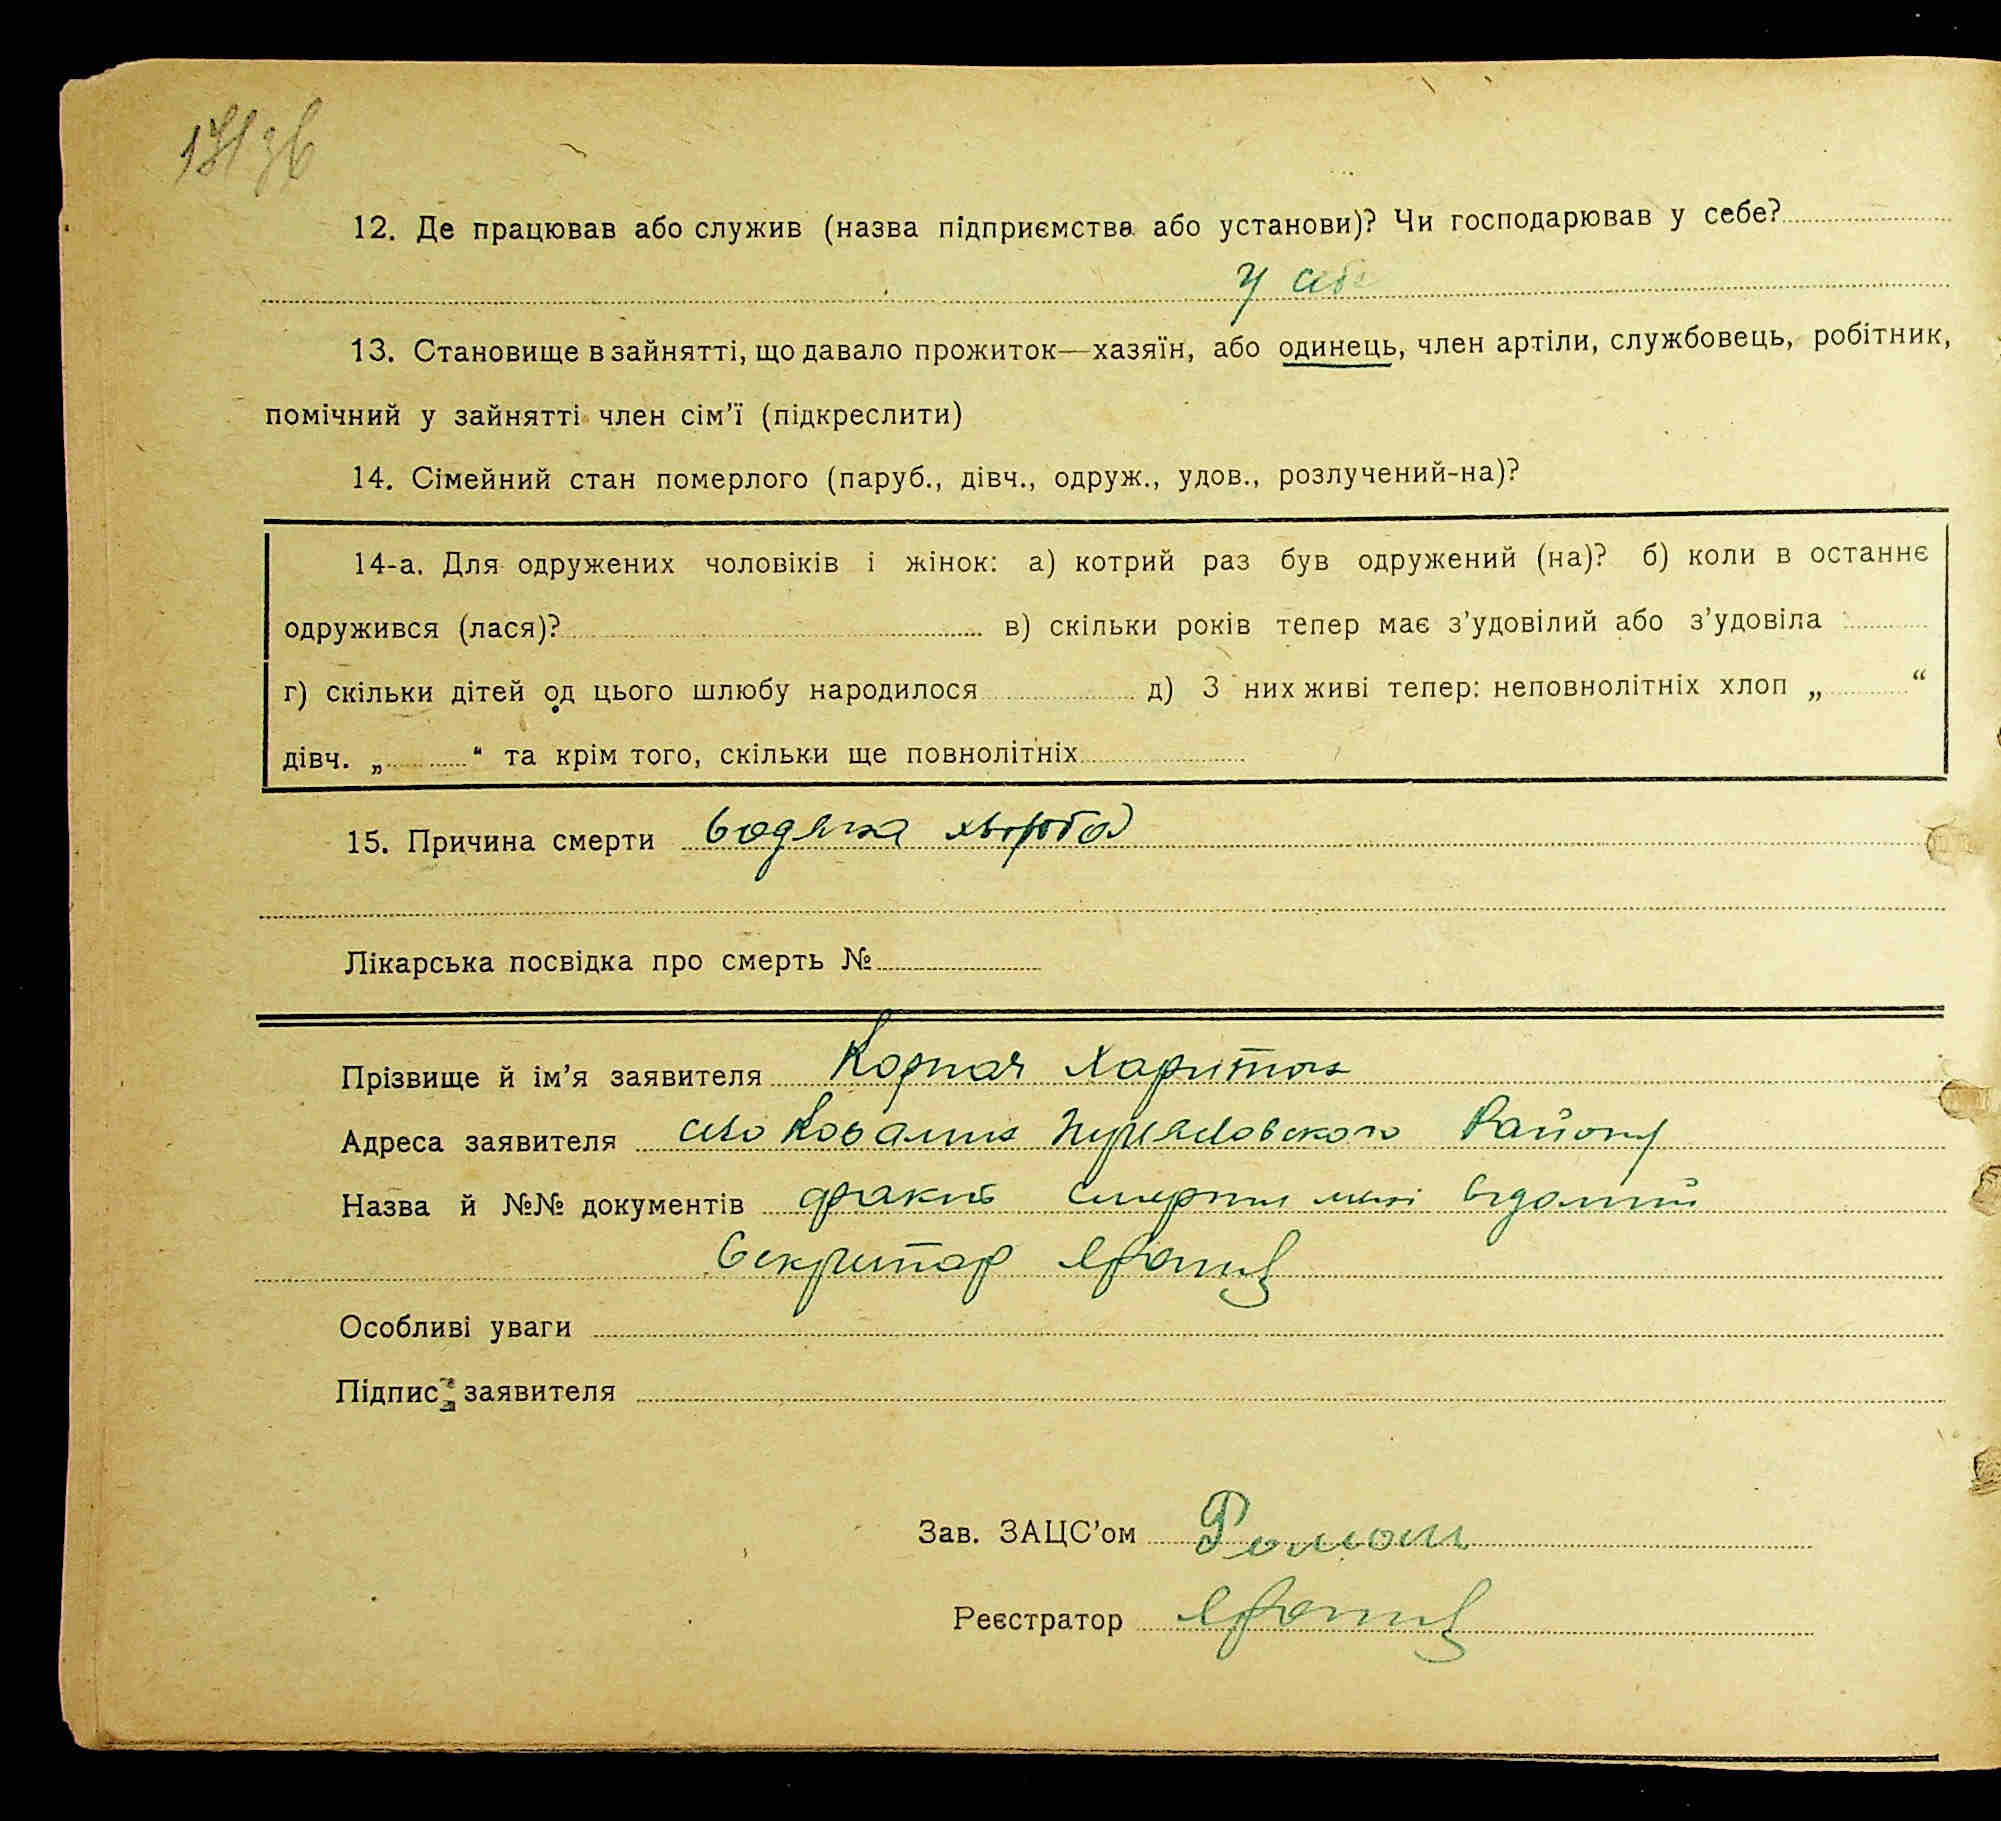 12. Де працював або служив (назва підприємства або установи)? Чи господарював у себе?
У себе
13. Становище в зайнятті, що давало прожиток—хазяїн, або одинець, член артіли, службовець, робітник,
помічний у зайнятті член сім’ї (підкреслити)
14. Сімейний стан померлого (паруб., дівч., одруж., удов., розлучений-на)?
14-а. Для одружених чоловіків і жінок: а) котрий раз був одружений (на)? б) коли в останнє
одружився (лася)? в) скільки років тепер має з’удовілий або з’удовіла
г) скільки дітей од цього шлюбу народилося д) З них живі тепер: неповнолітніх хлоп „ “
дівч. „ “ та крім того, скільки ще повнолітніх
15. Причина смерти водяна хвороба
Лікарська посвідка про смерть №
Прізвище й ім’я заявителя Корпач Харитон
Адреса заявителя село Ковалин Району
Назва й №№ документів факт смерти мені відомий
Секритар
Особливі уваги
Підпис заявителя
Зав. ЗАЦС’ом
Реєстратор